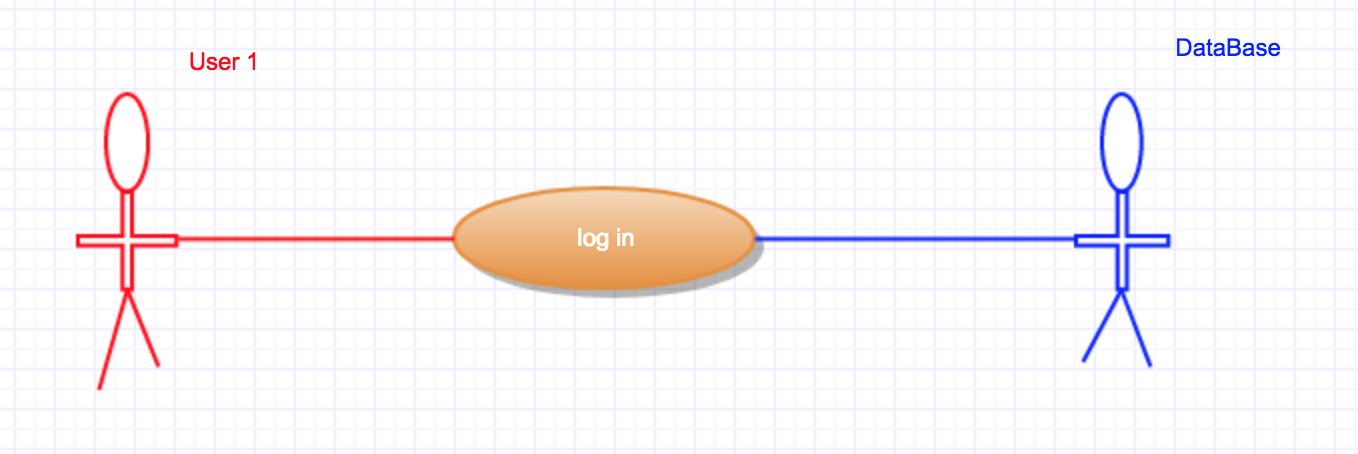 User 1
DataBase
log in